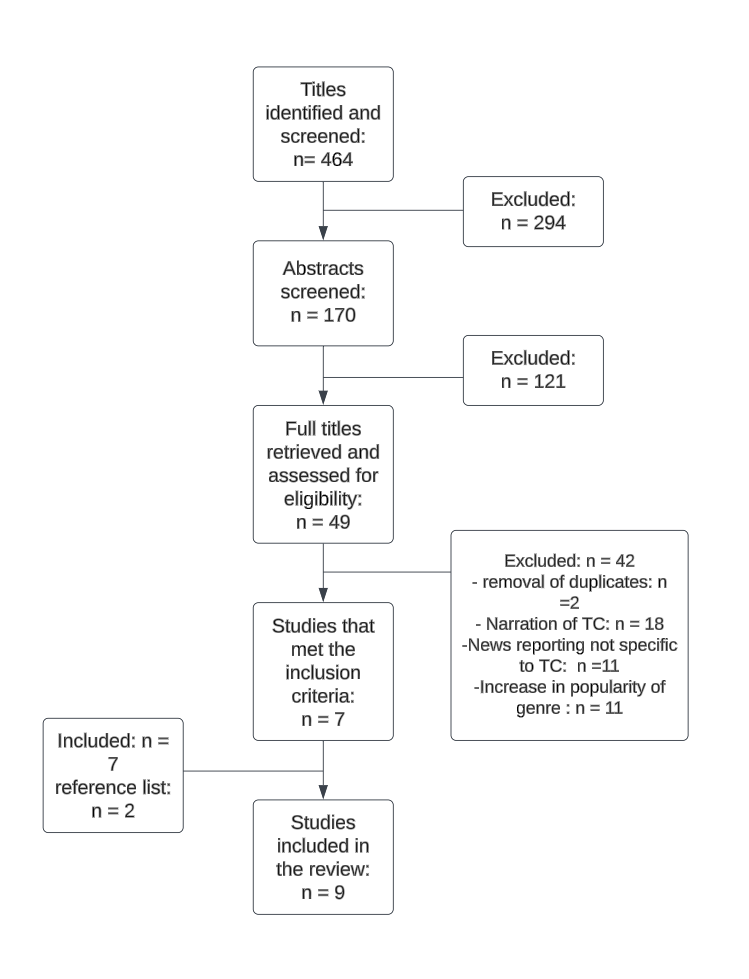 Titles
identified and
screened:
n= 464
Excluded:
n = 294
Abstracts
screened:
n = 170
Excluded:
n = 121
Full titles
retrieved and
assessed for
eligibility:
n = 49
Excluded: n = 42
- removal of duplicates: n
=2
- Narration of TC: n = 18
-News reporting not specific
to TC:  n =11
-Increase in popularity of
genre : n = 11
Studies that
met the
inclusion
criteria:
n = 7
Included: n =
7
reference list:
n = 2
Studies
included in
the review:
n = 9